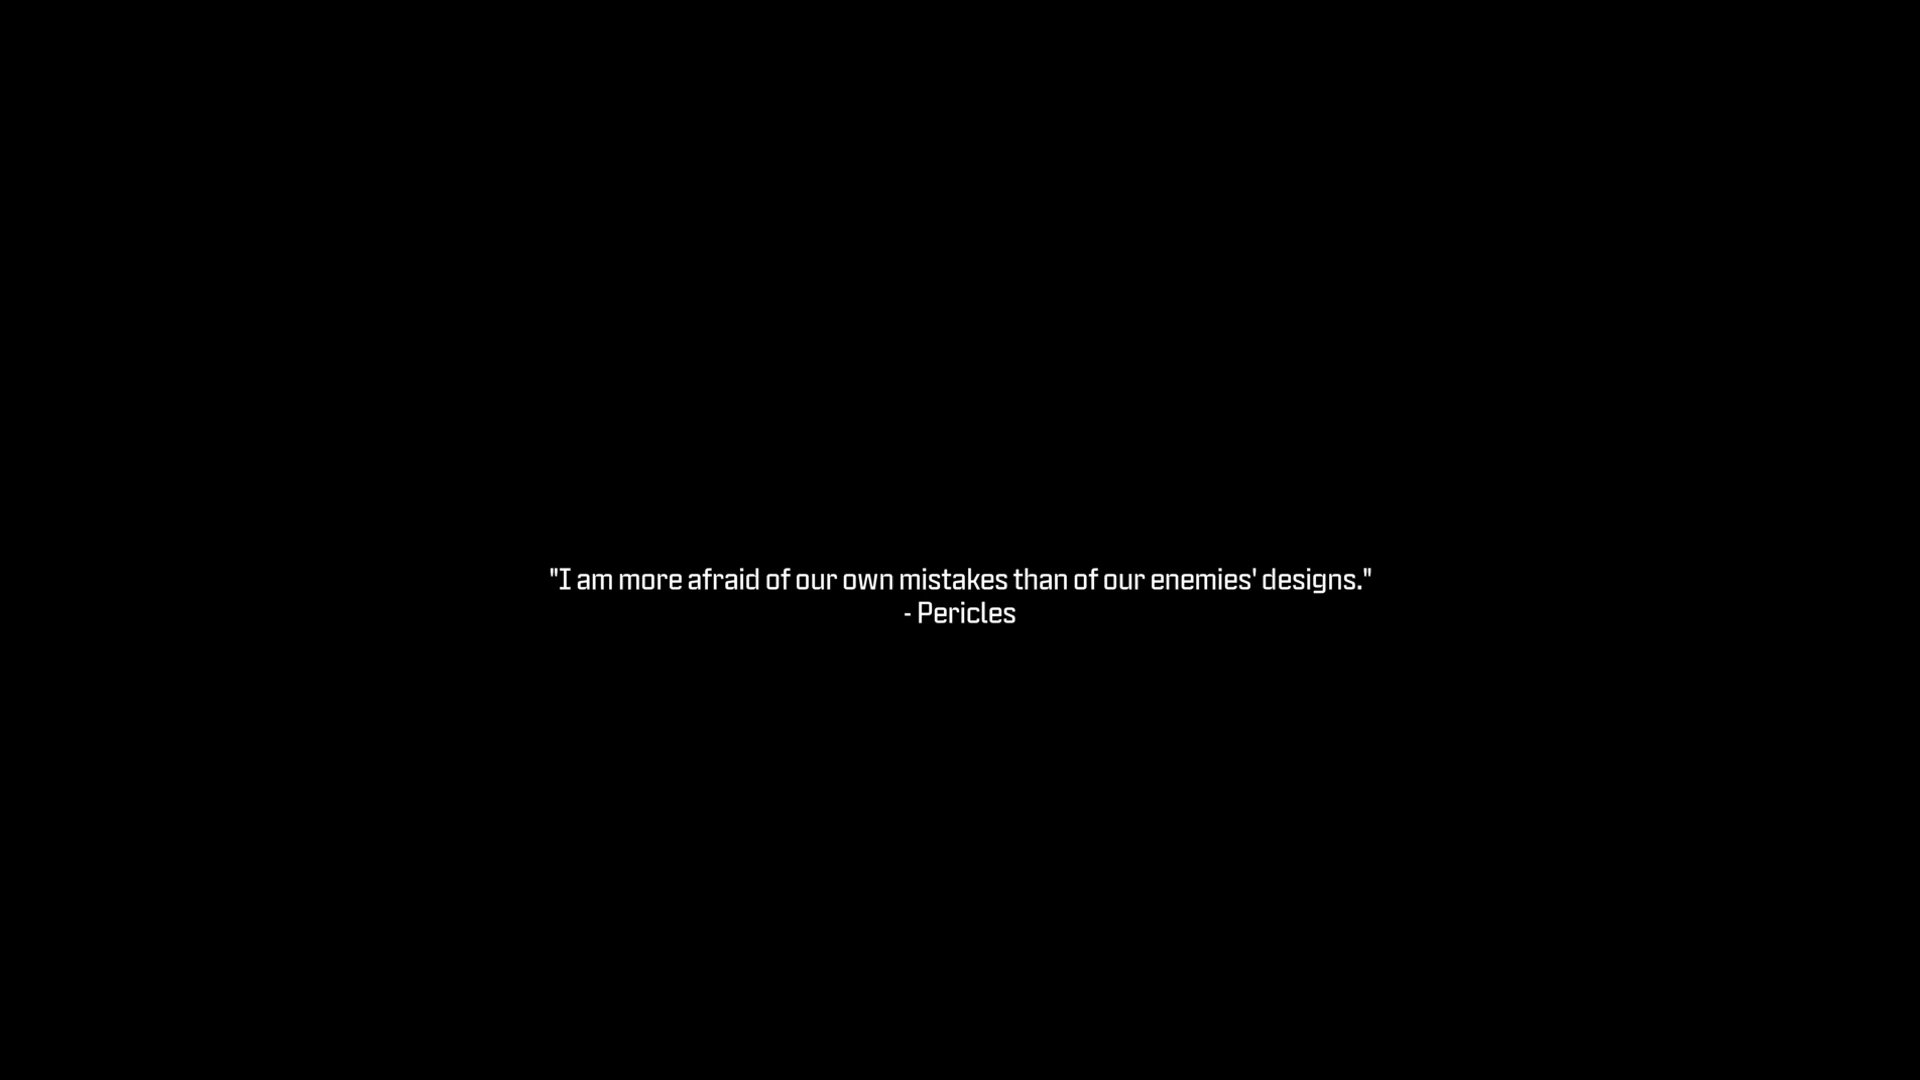 "I am more afraid of our own mistakes than of our enemies' designs."
- Pericles